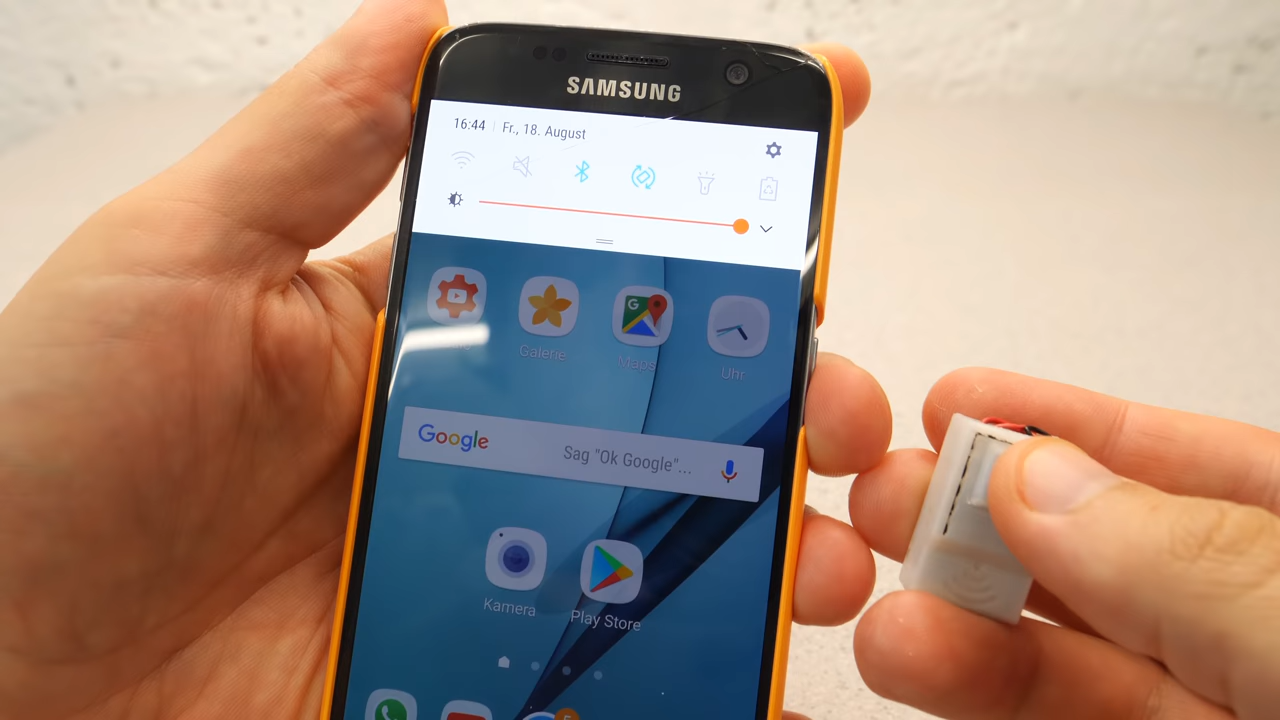 SAMSUNG
16:44 Fr., 18. August
Galerie
Maps
Uhr
Google Sag "Ok Google"...
Kamera
Play Store